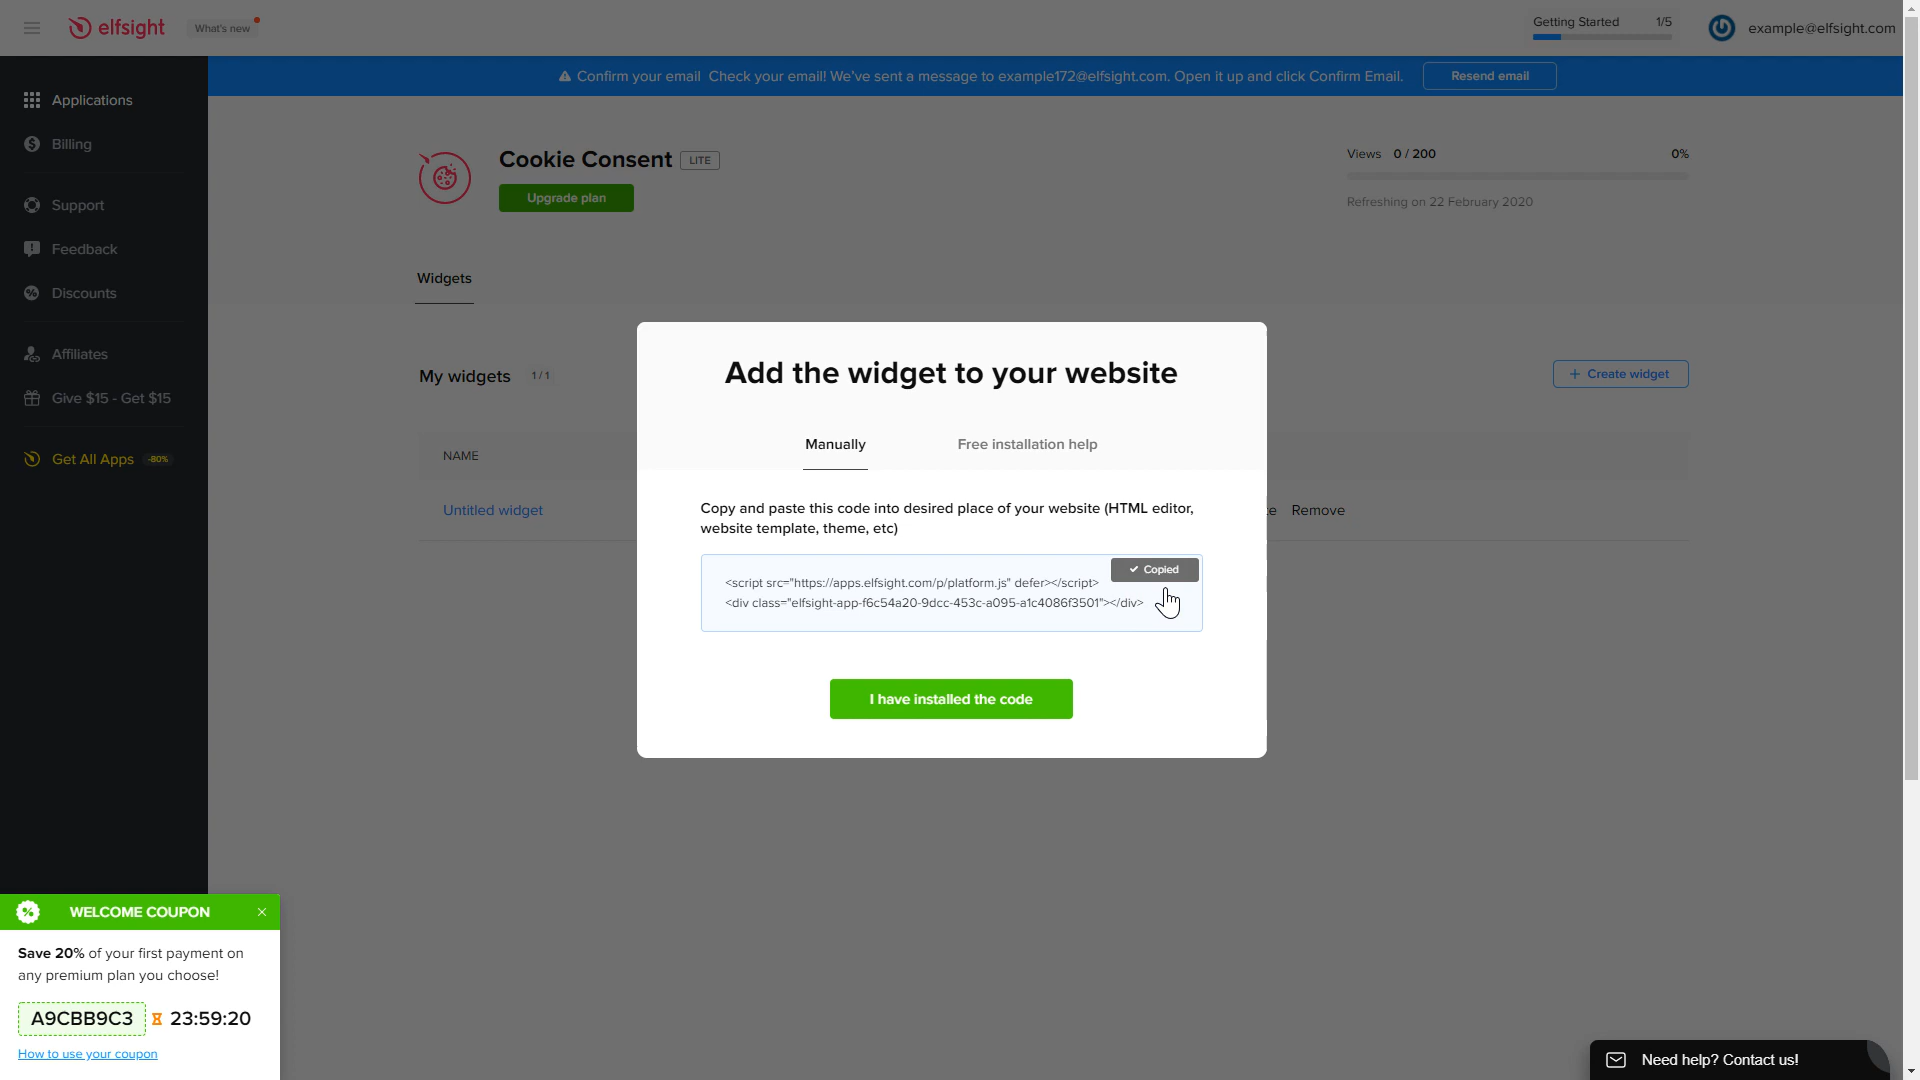 elfsight
What's new
Getting Started 1/5
example@elfsight.com
Confirm your email Check your email! We've sent a message to example172@elfsight.com. Open it up and click Confirm Email.
Resend email
Applications
Billing
Support
Feedback
Discounts
Affiliates
Give $15 - Get $15
Get All Apps -80%
Cookie Consent LITE
Upgrade plan
Views 0 / 200 0%
Refreshing on 22 February 2020
Widgets
My widgets 1 / 1
+ Create widget
NAME
Untitled widget
te Remove
Add the widget to your website
Manually Free installation help
Copy and paste this code into desired place of your website (HTML editor,
website template, theme, etc)
Copied
<script src="https://apps.elfsight.com/p/platform.js" defer></script>
<div class="elfsight-app-f6c54a20-9dcc-453c-a095-a1c4086f3501"></div>
I have installed the code
WELCOME COUPON
Save 20% of your first payment on
any premium plan you choose!
A9CBB9C3 23:59:20
How to use your coupon
Need help? Contact us!